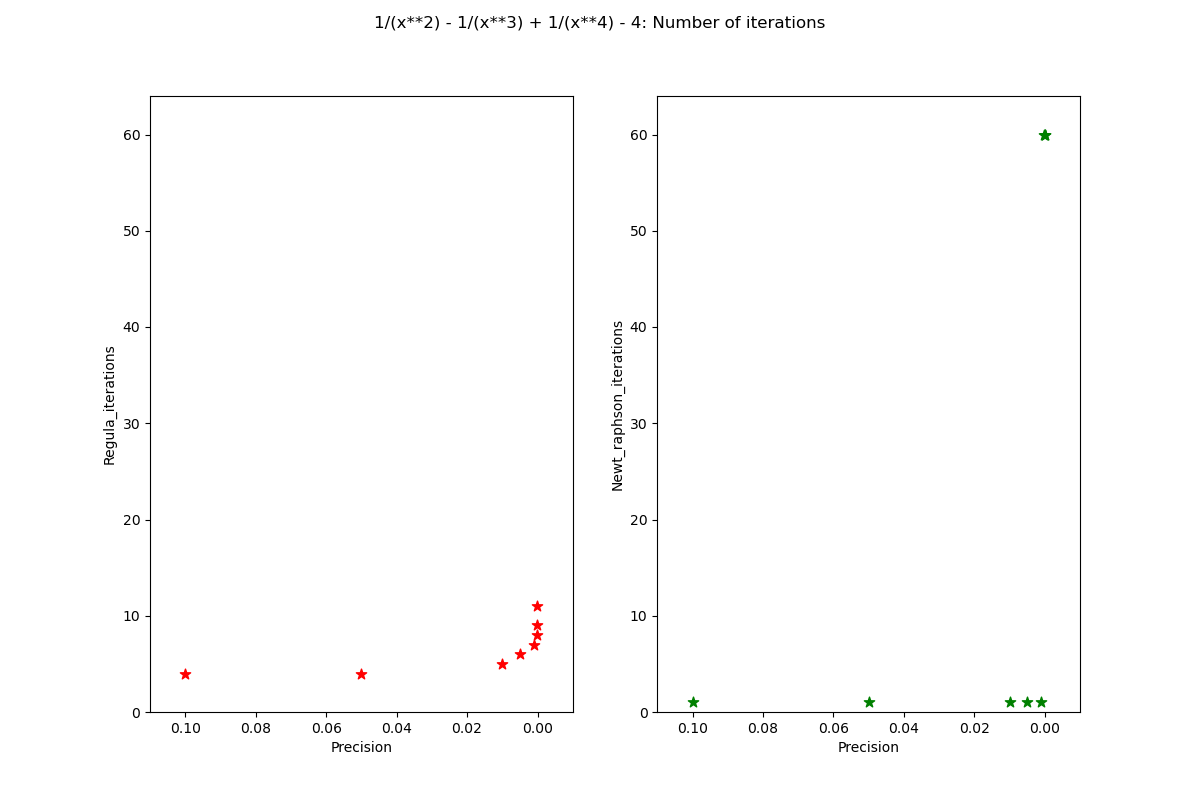 1/(x**2) - 1/(x**3) + 1/(x**4) - 4: Number of iterations
60
50
40
30
20
10
0
Regula_iterations
0.10 0.08 0.06 0.04 0.02 0.00
Precision
60
50
40
30
20
10
0
Newt_raphson_iterations
0.10 0.08 0.06 0.04 0.02 0.00
Precision